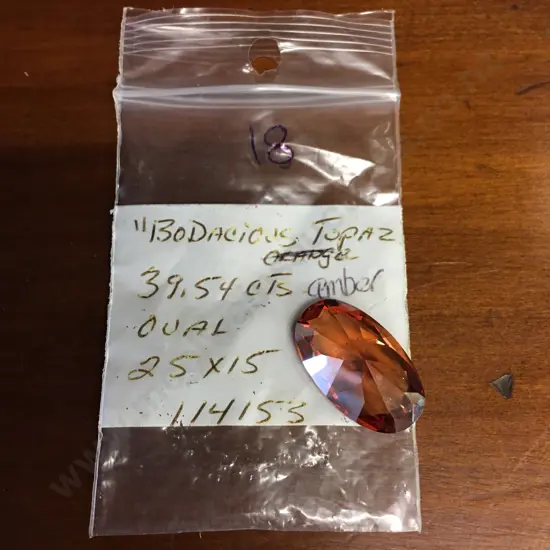 18
"BODACIOUS TOPAZ
ORANGE
39.54 CTS amber
OVAL
25X15
114153